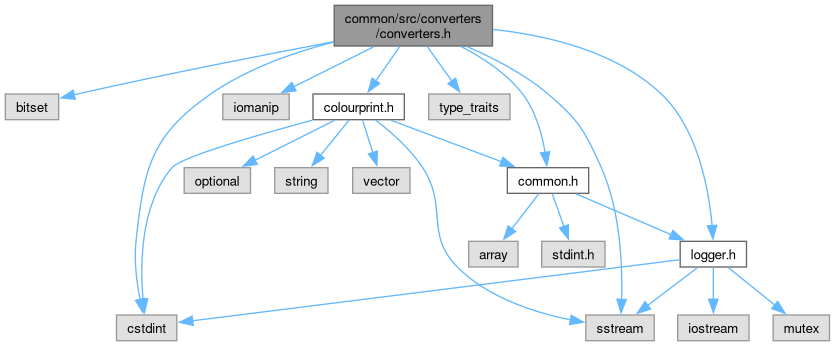 common/src/converters
/converters.h
bitset
iomanip
colourprint.h
type_traits
optional
string
vector
common.h
array
stdint.h
logger.h
cstdint
sstream
iostream
mutex